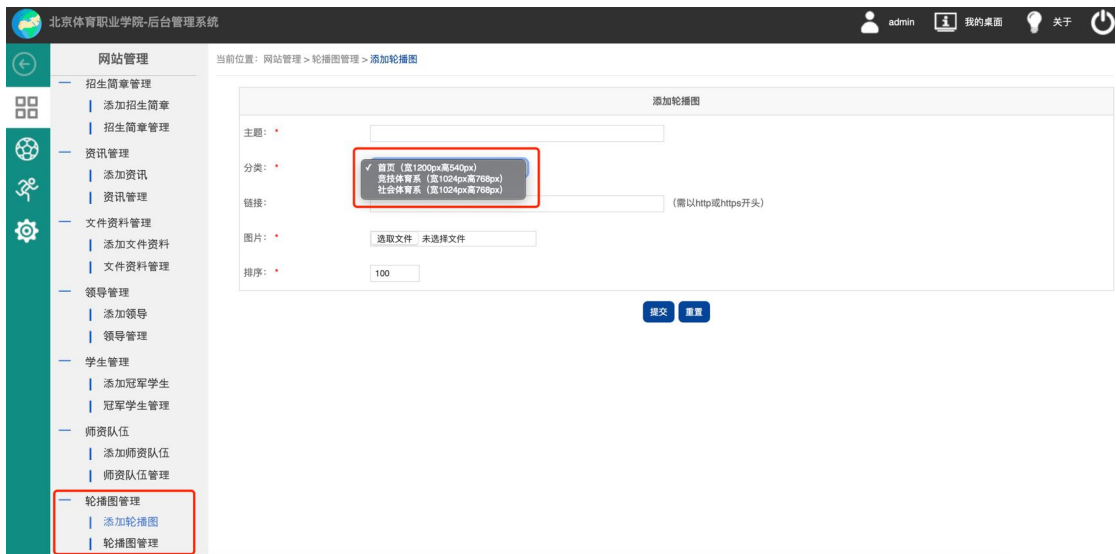 北京体育职业学院-后台管理系统
admin
我的桌面
关于
网站管理
招生简章管理
添加招生简章
招生简章管理
资讯管理
添加资讯
资讯管理
文件资料管理
添加文件资料
文件资料管理
领导管理
添加领导
领导管理
学生管理
添加冠军学生
冠军学生管理
师资队伍
添加师资队伍
师资队伍管理
轮播图管理
添加轮播图
轮播图管理
当前位置：网站管理 > 轮播图管理 > 添加轮播图
添加轮播图
主题：*
分类：*
✓ 首页（宽1200px高540px）
竞技体育系（宽1024px高768px）
社会体育系（宽1024px高768px）
链接：
（需以http或https开头）
图片：*
选取文件 未选择文件
排序：*
100
提交 重置